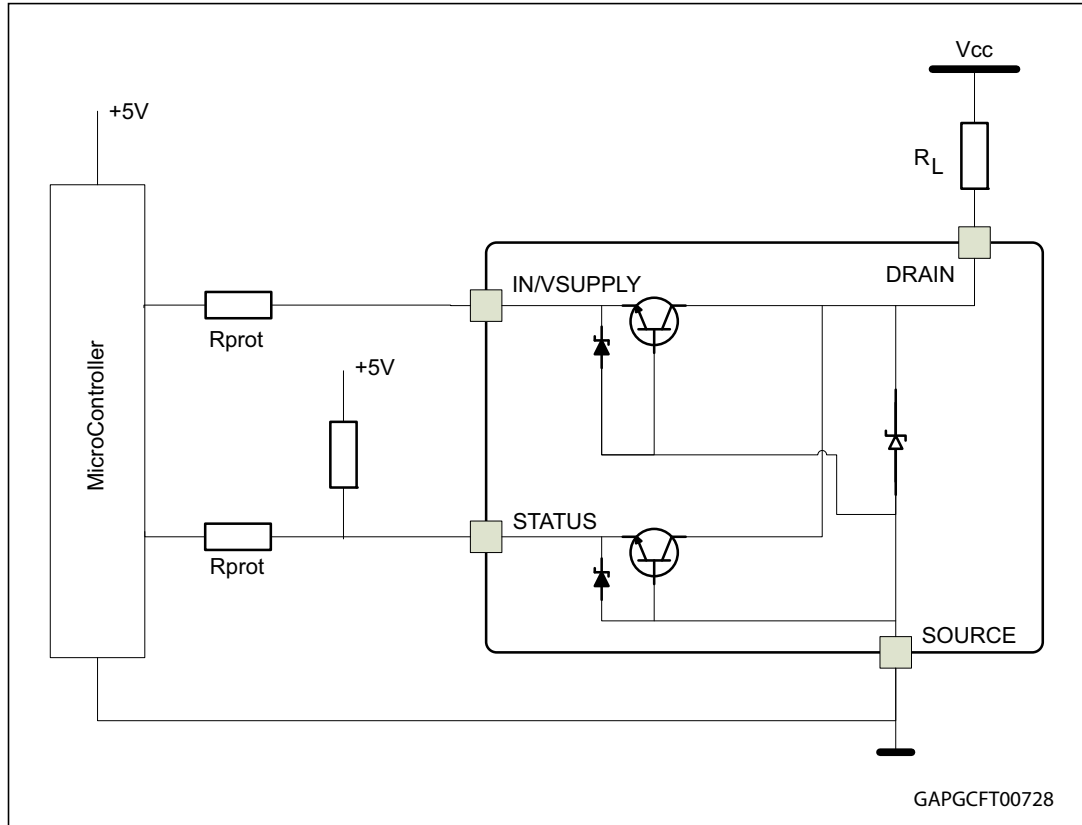 Vcc
+5V
RL
DRAIN
IN/VSUPPLY
Rprot
+5V
MicroController
STATUS
Rprot
SOURCE
GAPGCFT00728